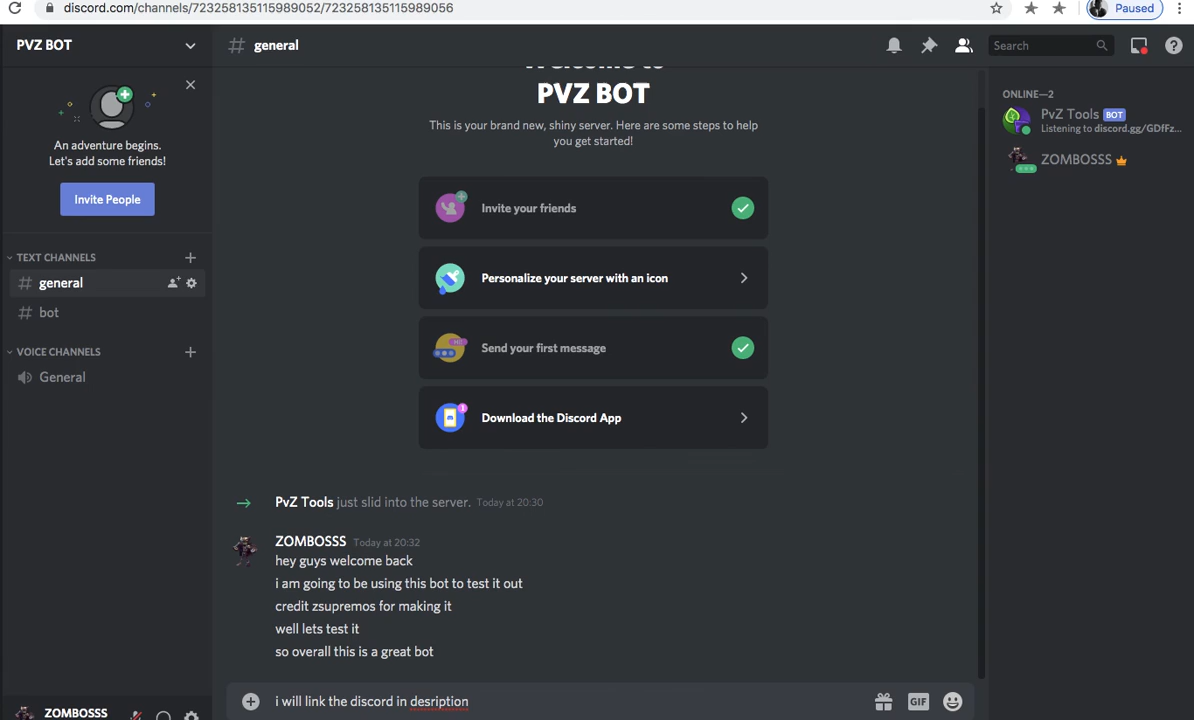 discord.com/channels/723258135115989052/723258135115989056
Paused
PVZ BOT
general
Search
An adventure begins.
Let's add some friends!
Invite People
TEXT CHANNELS
general
bot
VOICE CHANNELS
General
PVZ BOT
This is your brand new, shiny server. Here are some steps to help
you get started!
Invite your friends
Personalize your server with an icon
Send your first message
Download the Discord App
PvZ Tools just slid into the server. Today at 20:30
ZOMBOSSS Today at 20:32
hey guys welcome back
i am going to be using this bot to test it out
credit zsupremos for making it
well lets test it
so overall this is a great bot
i will link the discord in desription
GIF
ONLINE—2
PvZ Tools BOT
Listening to discord.gg/GDfFz...
ZOMBOSSS
ZOMBOSSS